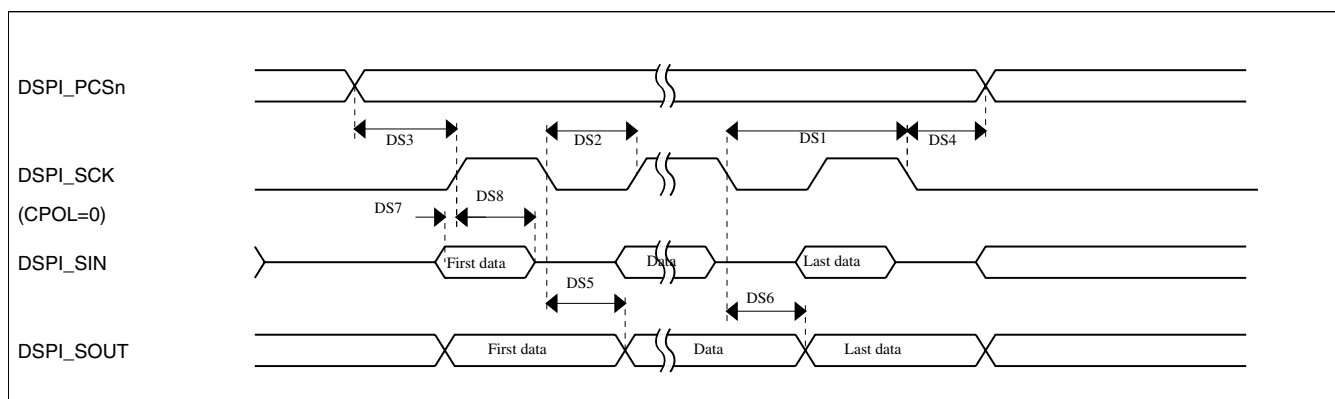 DSPI_PCSn
DS3
DS2
DS1
DS4
DSPI_SCK
(CPOL=0)
DS7
DS8
DSPI_SIN
First data
Data
Last data
DS5
DS6
DSPI_SOUT
First data
Data
Last data